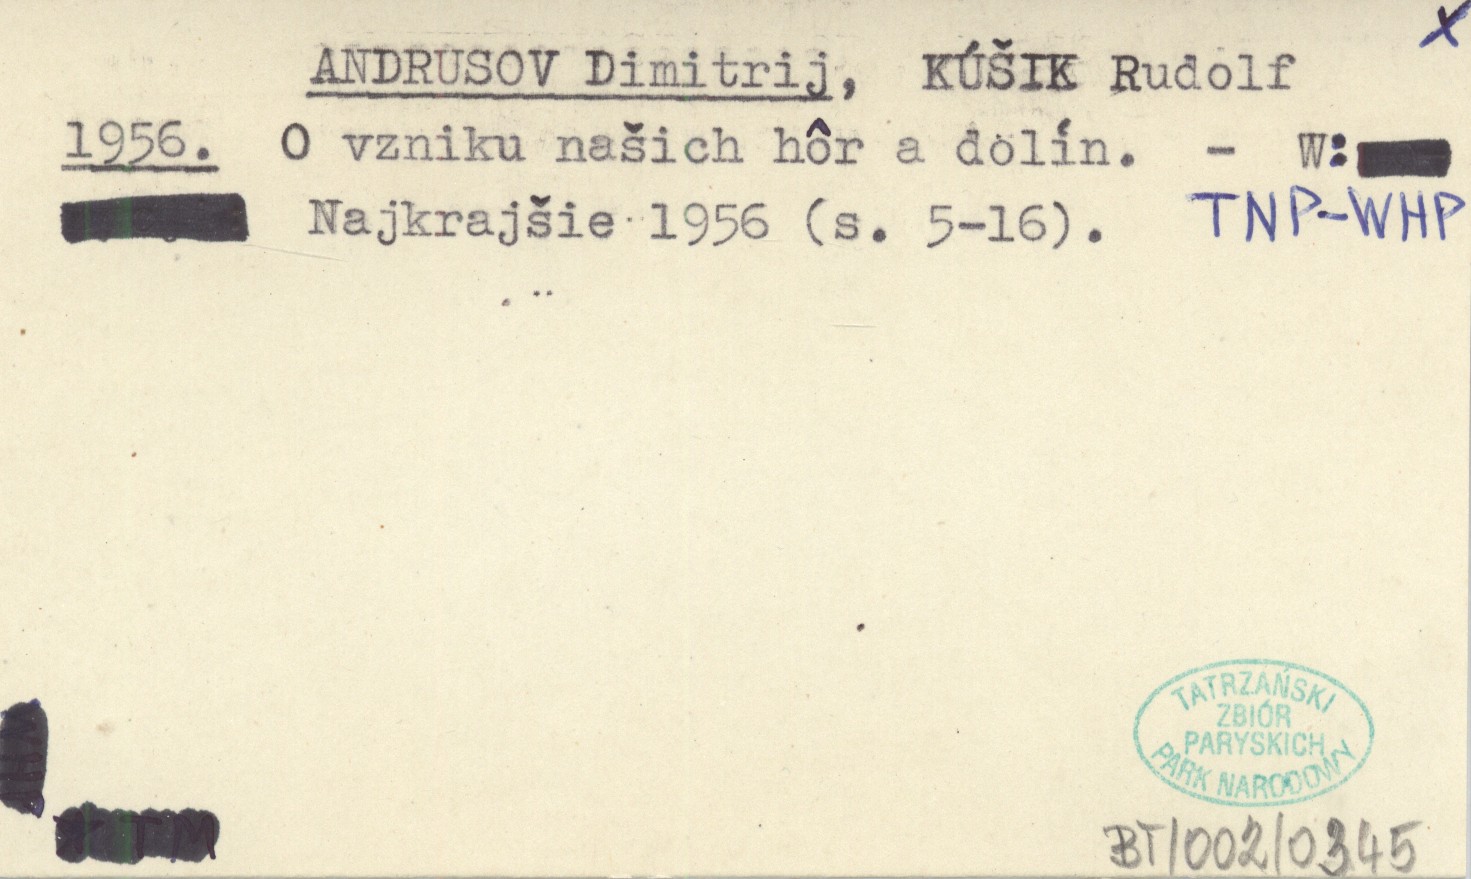 x
ANDRUSOV Dimitrij, KÚŠIK Rudolf
1956. O vzniku našich hôr a dolín. - W:
Najkrajšie 1956 (s. 5-16). TNP-WHP
TATRZAŃSKI
ZBIÓR
PARYSKICH
PARK NARODOWY
BT/002/0345